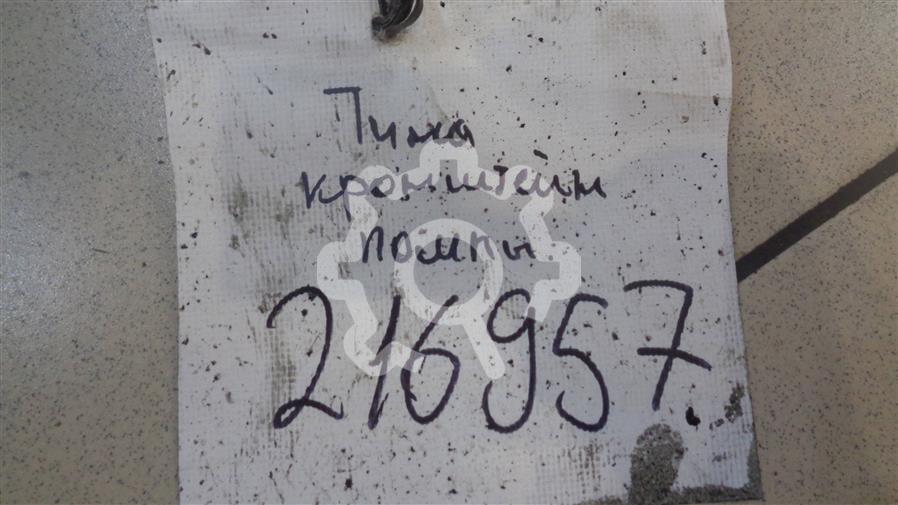 Тина
кронштейн
помпы
216957